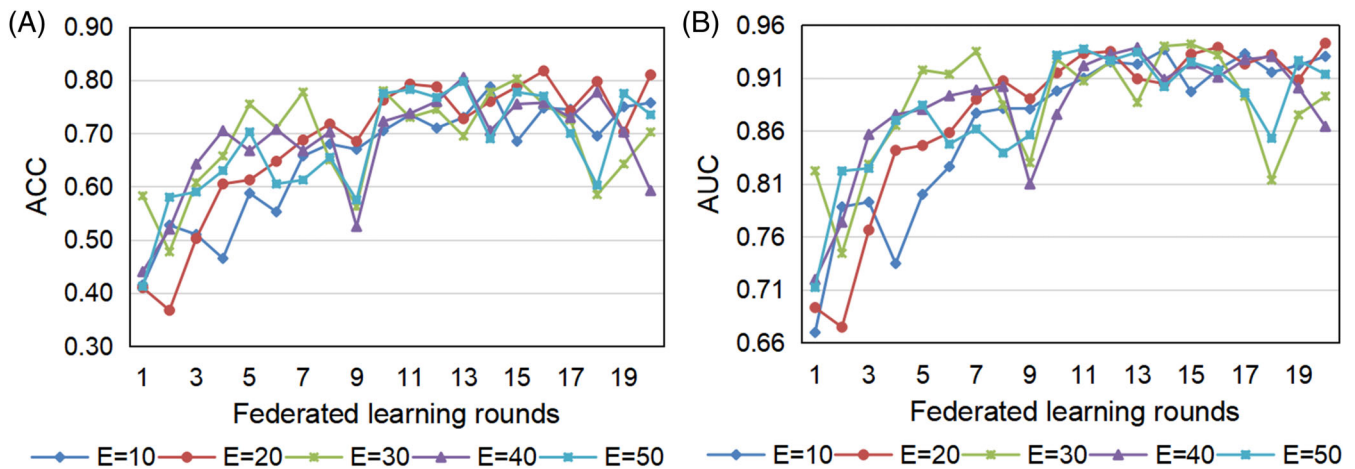 (A)
0.90
0.80
0.70
0.60
0.50
0.40
0.30
ACC
1 3 5 7 9 11 13 15 17 19
Federated learning rounds
E=10 E=20 E=30 E=40 E=50
(B)
0.96
0.91
0.86
0.81
0.76
0.71
0.66
AUC
1 3 5 7 9 11 13 15 17 19
Federated learning rounds
E=10 E=20 E=30 E=40 E=50